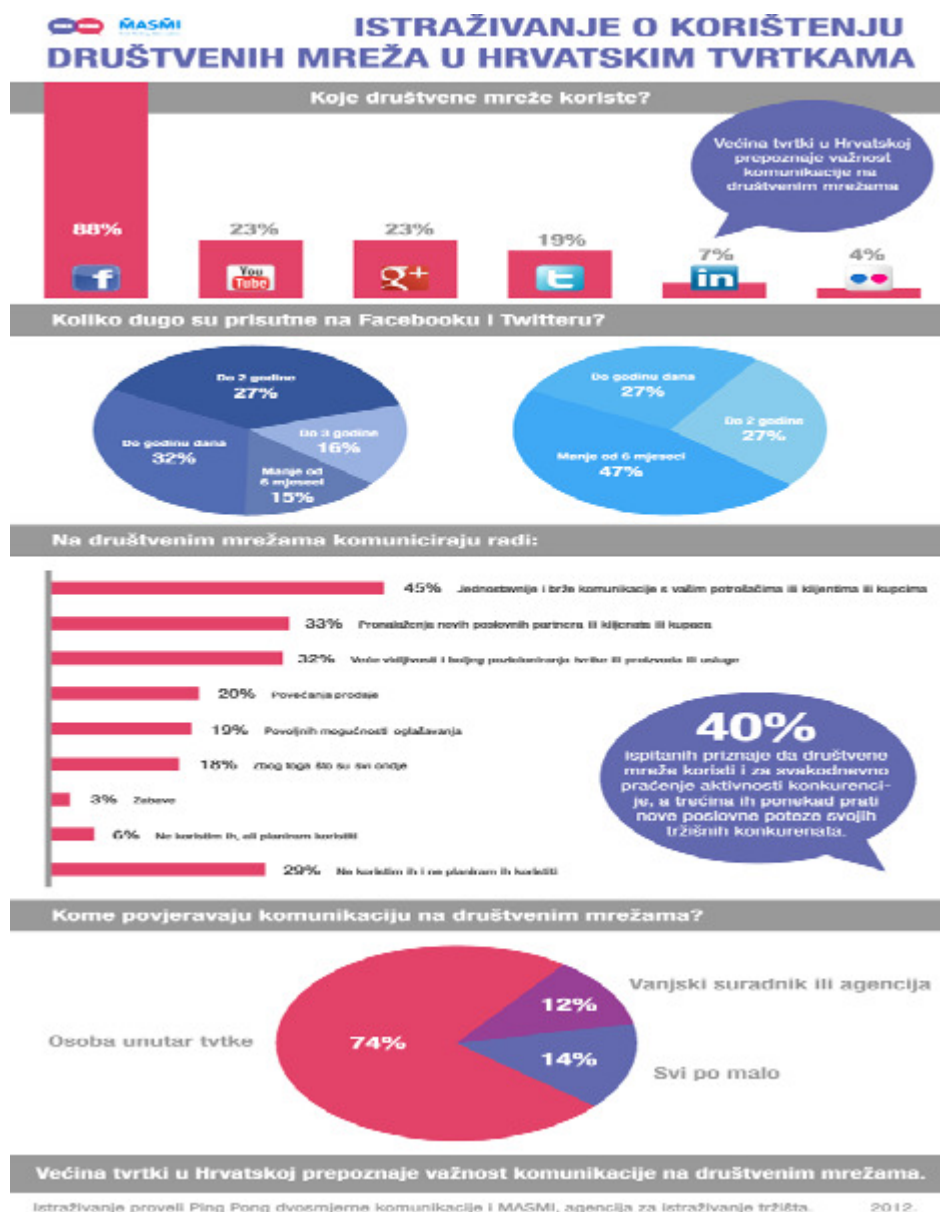 MASMI
ISTRAŽIVANJE O KORIŠTENJU
DRUŠTVENIH MREŽA U HRVATSKIM TVRTKAMA
Koje društvene mreže koriste?
Većina tvrtki u Hrvatskoj
prepoznaje važnost
komunikacije na
društvenim mrežama
88%
23%
23%
19%
7%
4%
f
You
Tube
g+
t
in
Koliko dugo su prisutne na Facebooku i Twitteru?
Do 2 godine
27%
Do 3 godine
16%
Do godinu dana
32%
Manje od
6 mjeseci
15%
Do godinu dana
27%
Do 2 godine
27%
Manje od 6 mjeseci
47%
Na društvenim mrežama komuniciraju radi:
45% Jednostavnije i brže komunikacije s vašim potrošačima ili klijentima ili kupcima
33% Pronalaženja novih poslovnih partnera ili klijenata ili kupaca
32% Veće vidljivosti i boljeg pozicioniranja tvrtke ili proizvoda ili usluge
20% Povećanja prodaje
19% Povoljnih mogućnosti oglašavanja
18% Zbog toga što su svi ondje
3% Zabave
6% Ne koristim ih, ali planiram koristiti
29% Ne koristim ih i ne planiram ih koristiti
40%
ispitanih priznaje da društvene
mreže koristi i za svakodnevno
praćenje aktivnosti konkurenci-
je, a trećina ih ponekad prati
nove poslovne poteze svojih
tržišnih konkurenata.
Kome povjeravaju komunikaciju na društvenim mrežama?
Vanjski suradnik ili agencija
12%
Osoba unutar tvtke
74%
14%
Svi po malo
Većina tvrtki u Hrvatskoj prepoznaje važnost komunikacije na društvenim mrežama.
Istraživanje proveli Ping Pong dvosmjerne komunikacije i MASMI, agencija za istraživanje tržišta. 2012.